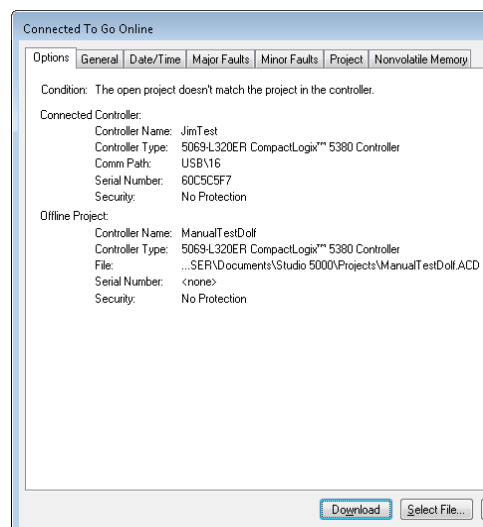 Connected To Go Online
Options General Date/Time Major Faults Minor Faults Project Nonvolatile Memory
Condition: The open project doesn't match the project in the controller.
Connected Controller:
Controller Name: JimTest
Controller Type: 5069-L320ER CompactLogix™ 5380 Controller
Comm Path: USB\16
Serial Number: 60C5C5F7
Security: No Protection
Offline Project:
Controller Name: ManualTestDolf
Controller Type: 5069-L320ER CompactLogix™ 5380 Controller
File: ...SER\Documents\Studio 5000\Projects\ManualTestDolf.ACD
Serial Number: <none>
Security: No Protection
Download Select File...